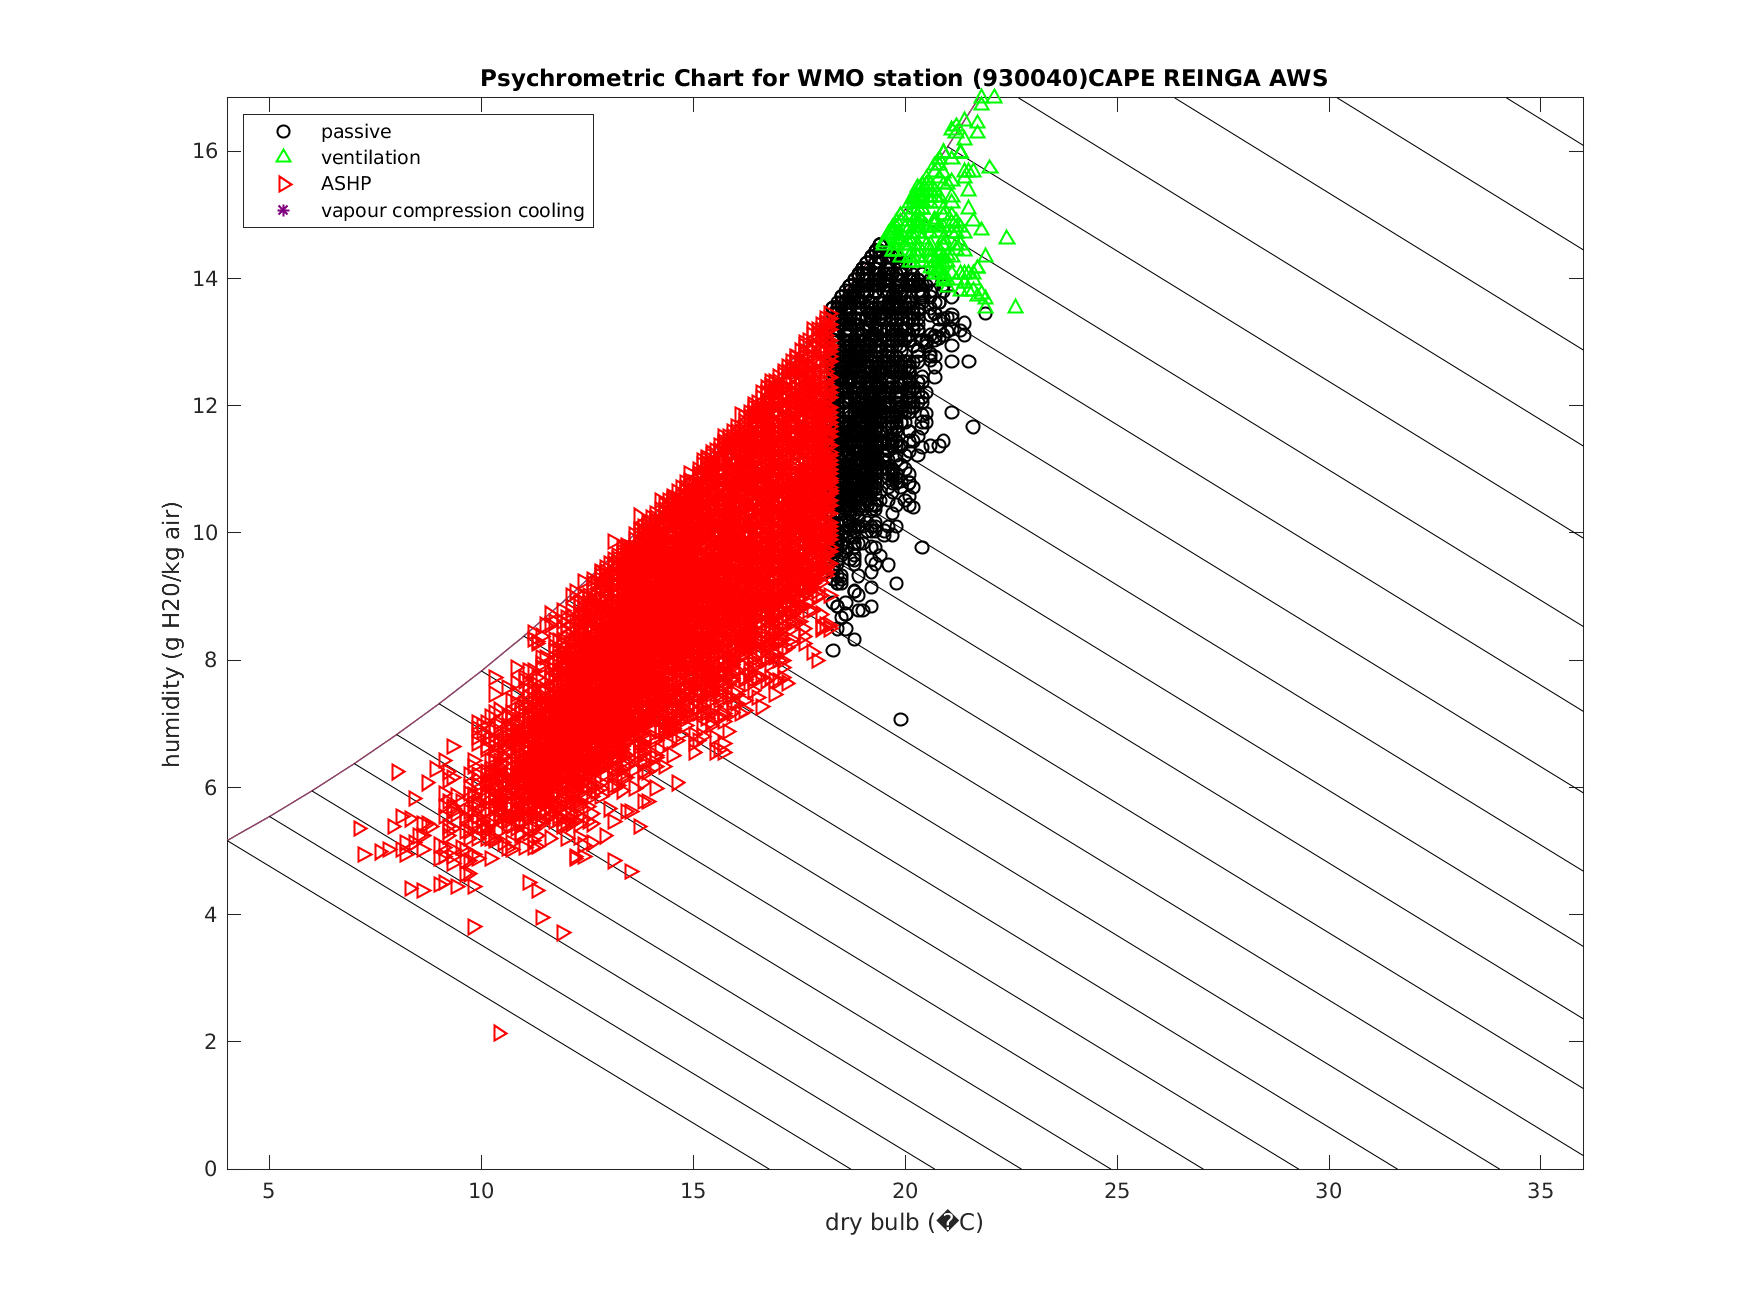 Psychrometric Chart for WMO station (930040)CAPE REINGA AWS
passive
ventilation
ASHP
vapour compression cooling
humidity (g H20/kg air)
16
14
12
10
8
6
4
2
0
5 10 15 20 25 30 35
dry bulb (�C)